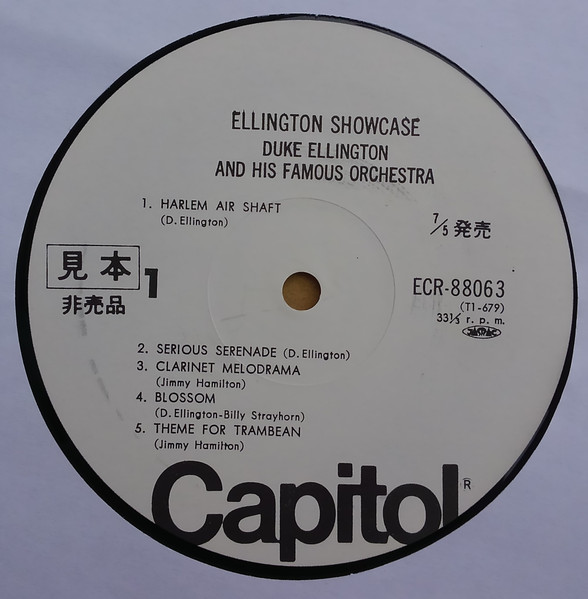 ELLINGTON SHOWCASE
DUKE ELLINGTON
AND HIS FAMOUS ORCHESTRA
1. HARLEM AIR SHAFT
(D. Ellington)
7/5 発売
見本
非売品
1
ECR-88063
(T1-679)
33⅓ r. p. m.
2. SERIOUS SERENADE (D. Ellington)
3. CLARINET MELODRAMA
(Jimmy Hamilton)
4. BLOSSOM
(D. Ellington-Billy Strayhorn)
5. THEME FOR TRAMBEAN
(Jimmy Hamilton)
Capitol®